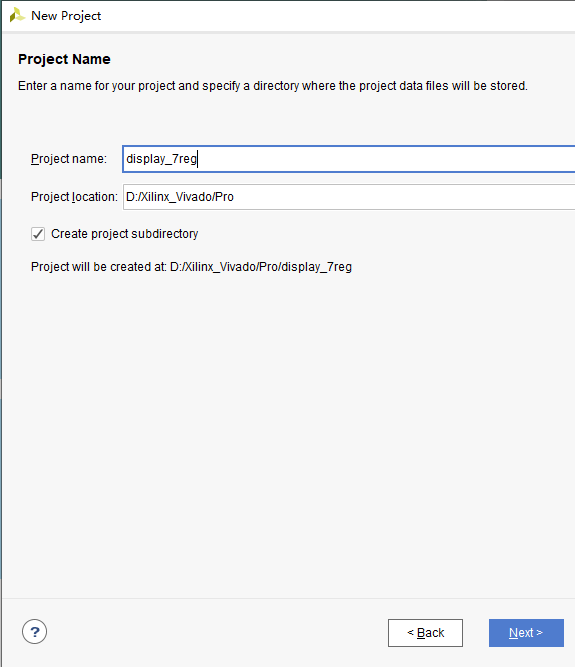 New Project
Project Name
Enter a name for your project and specify a directory where the project data files will be stored.
Project name: display_7reg
Project location: D:/Xilinx_Vivado/Pro
Create project subdirectory
Project will be created at: D:/Xilinx_Vivado/Pro/display_7reg
? < Back Next >